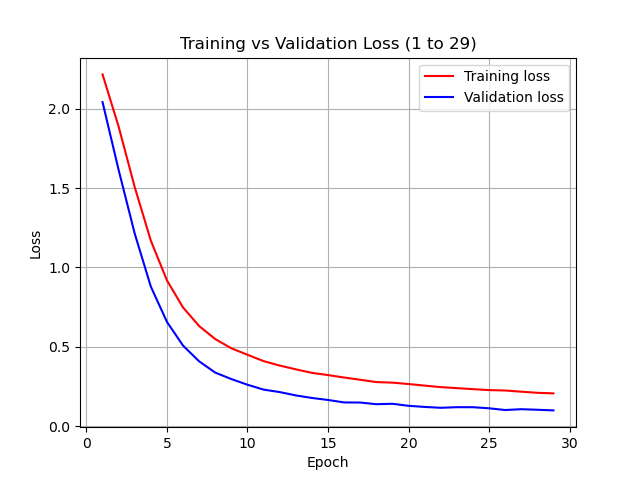 Training vs Validation Loss (1 to 29)
Training loss
Validation loss
Loss
2.0
1.5
1.0
0.5
0.0
0 5 10 15 20 25 30
Epoch